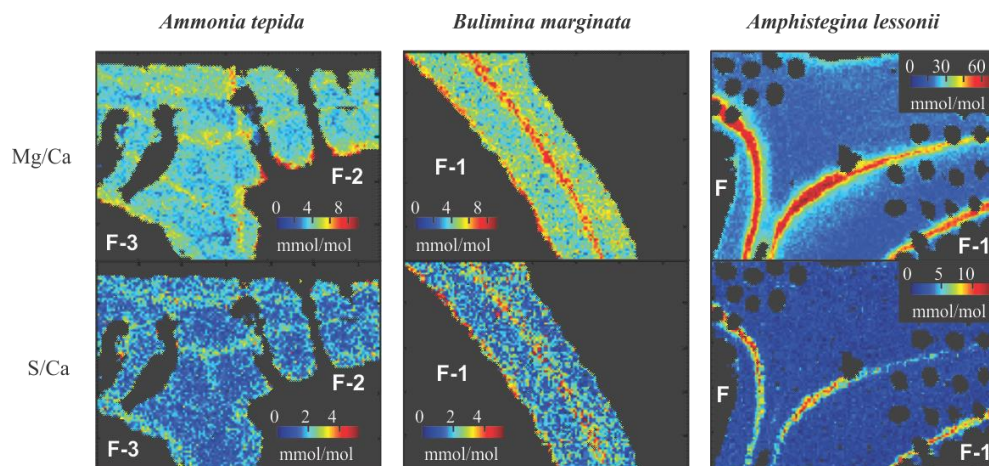 Ammonia tepida Bulimina marginata Amphistegina lessonii
Mg/Ca
F-2
F-3
0 4 8
mmol/mol
F-1
0 4 8
mmol/mol
0 30 60
mmol/mol
F
F-1
S/Ca
F-2
F-3
0 2 4
mmol/mol
F-1
0 2 4
mmol/mol
0 5 10
mmol/mol
F
F-1